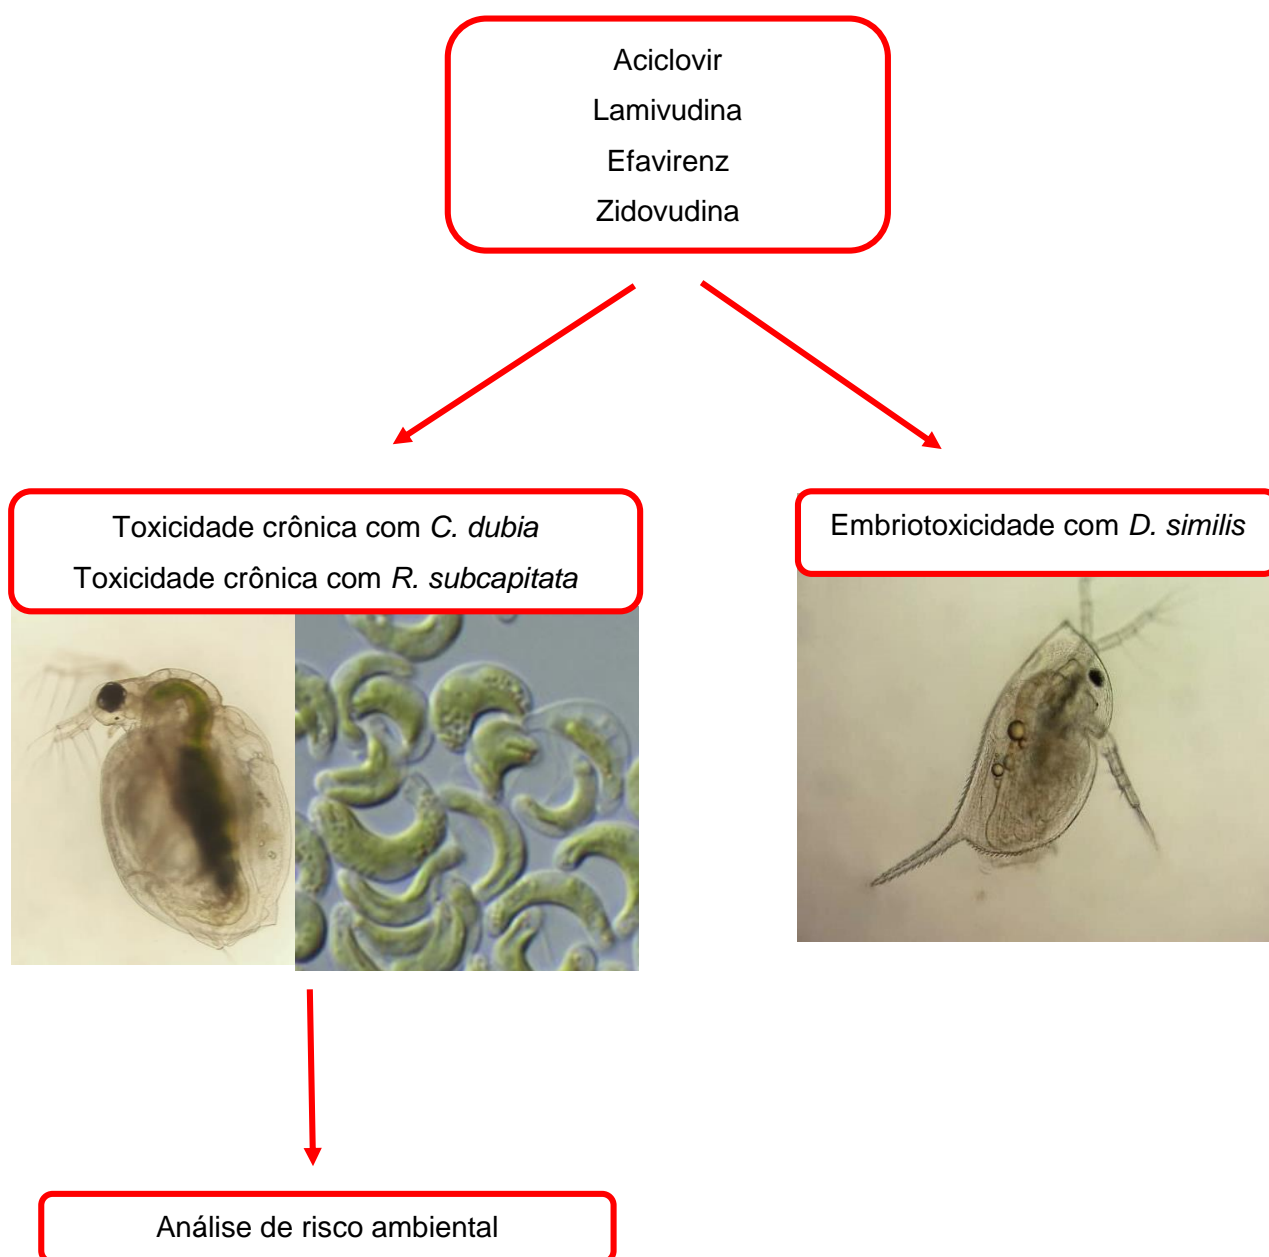 Aciclovir
Lamivudina
Efavirenz
Zidovudina
Toxicidade crônica com C. dubia
Toxicidade crônica com R. subcapitata
Embriotoxicidade com D. similis
Análise de risco ambiental